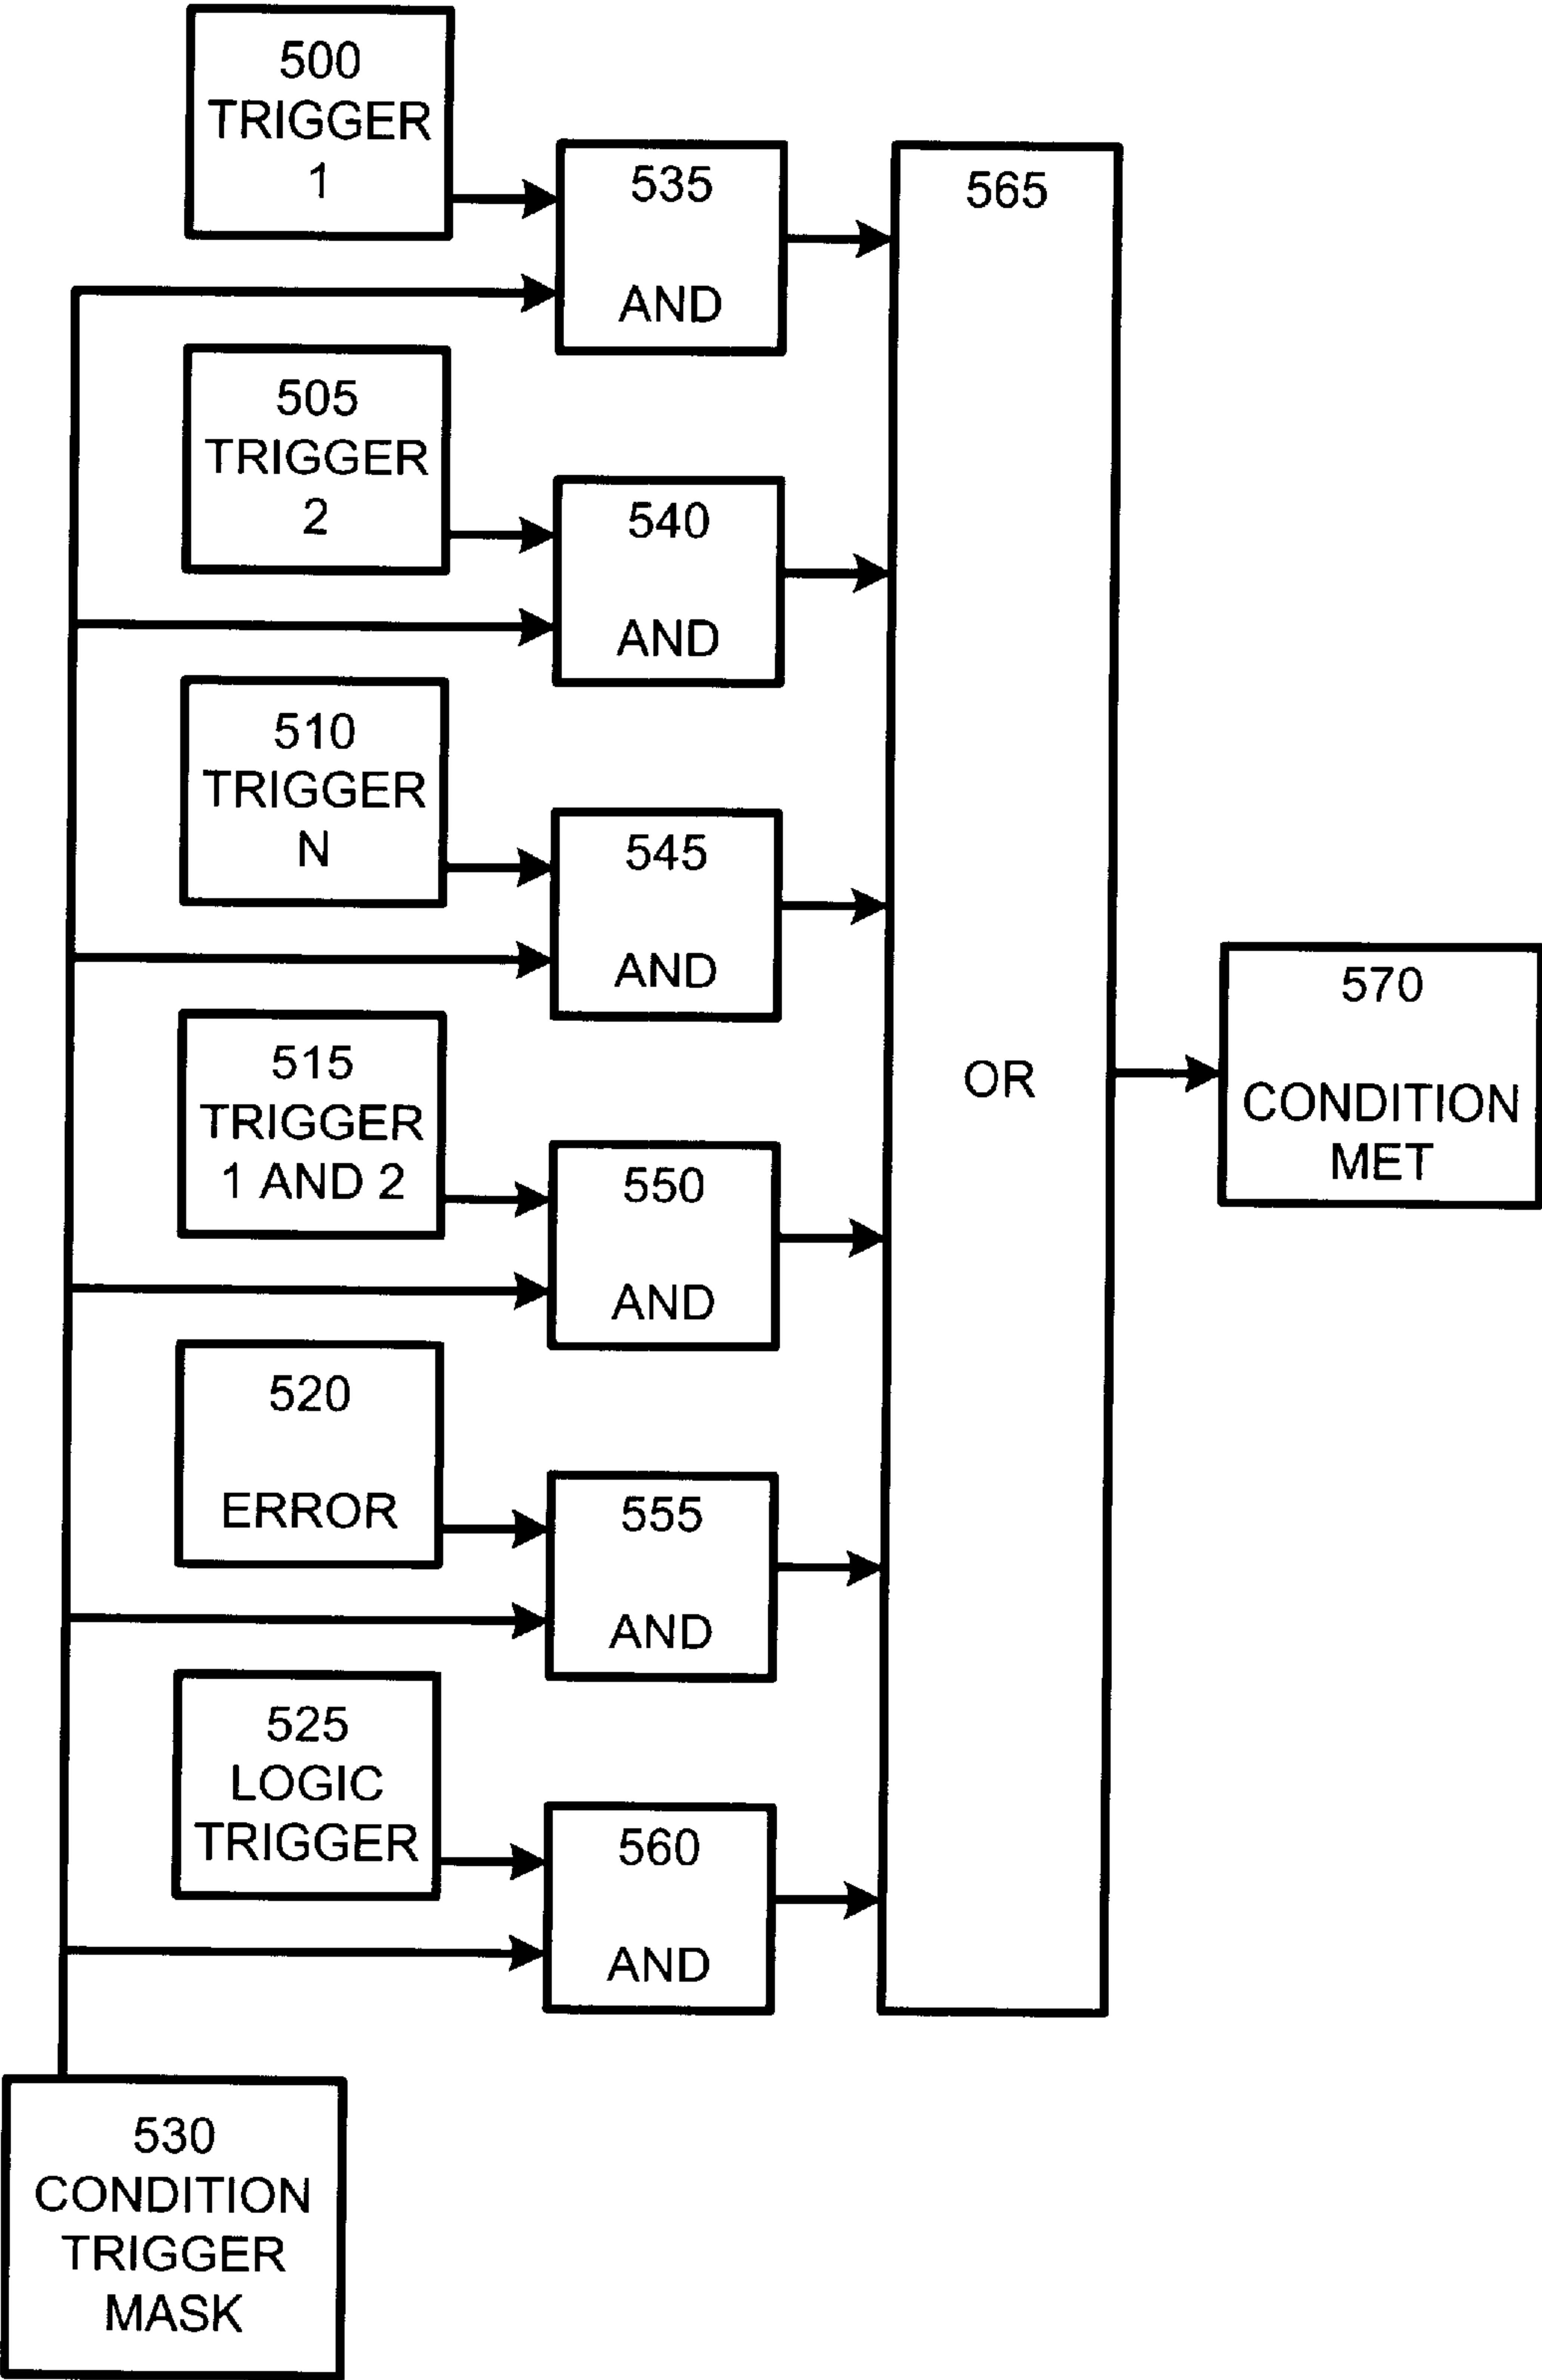 500
TRIGGER
1
535
AND
565
OR
505
TRIGGER
2
540
AND
510
TRIGGER
N
545
AND
515
TRIGGER
1 AND 2
550
AND
570
CONDITION
MET
520
ERROR
555
AND
525
LOGIC
TRIGGER
560
AND
530
CONDITION
TRIGGER
MASK